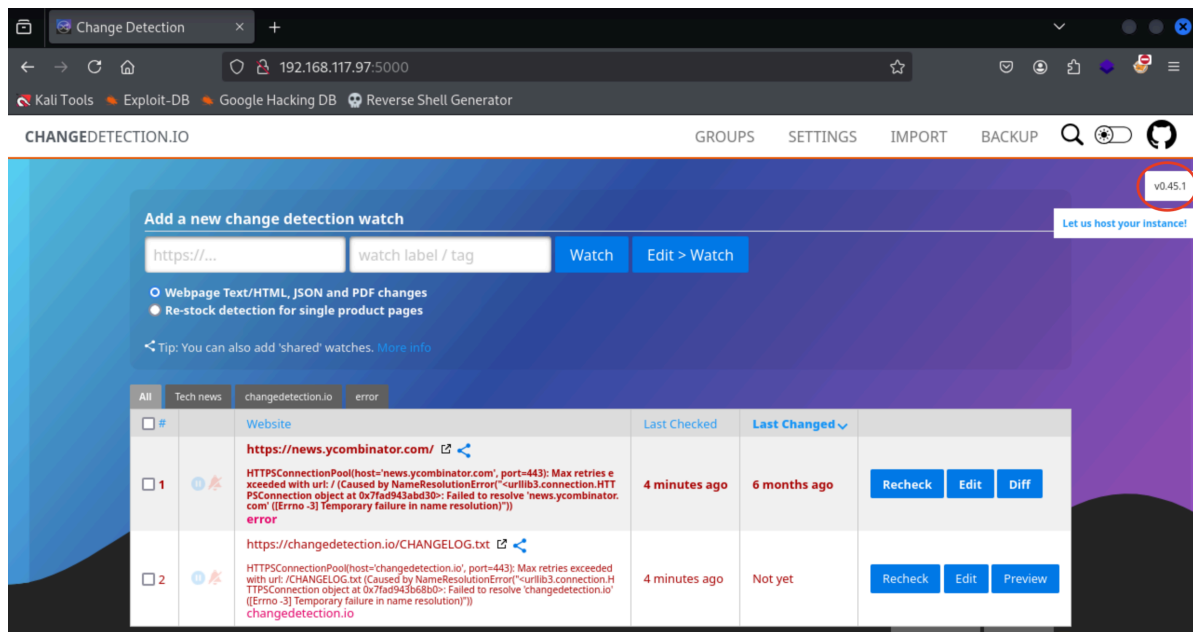 Change Detection
192.168.117.97:5000
Kali Tools Exploit-DB Google Hacking DB Reverse Shell Generator
CHANGEDETECTION.IO GROUPS SETTINGS IMPORT BACKUP
v0.45.1
Let us host your instance!
Add a new change detection watch
https://... watch label / tag Watch Edit > Watch
Webpage Text/HTML, JSON and PDF changes
Re-stock detection for single product pages
Tip: You can also add 'shared' watches. More info
All Tech news changedetection.io error
# Website Last Checked Last Changed
https://news.ycombinator.com/
1 HTTPSConnectionPool(host='news.ycombinator.com', port=443): Max retries e
xceeded with url: / (Caused by NameResolutionError("<urllib3.connection.HTT
PSConnection object at 0x7fad943abd30>: Failed to resolve 'news.ycombinator.
com' ([Errno -3] Temporary failure in name resolution)"))
error
4 minutes ago 6 months ago Recheck Edit Diff
https://changedetection.io/CHANGELOG.txt
2 HTTPSConnectionPool(host='changedetection.io', port=443): Max retries exceeded
with url: /CHANGELOG.txt (Caused by NameResolutionError("<urllib3.connection.H
TTPSConnection object at 0x7fad943b68b0>: Failed to resolve 'changedetection.io'
([Errno -3] Temporary failure in name resolution)"))
changedetection.io
4 minutes ago Not yet Recheck Edit Preview